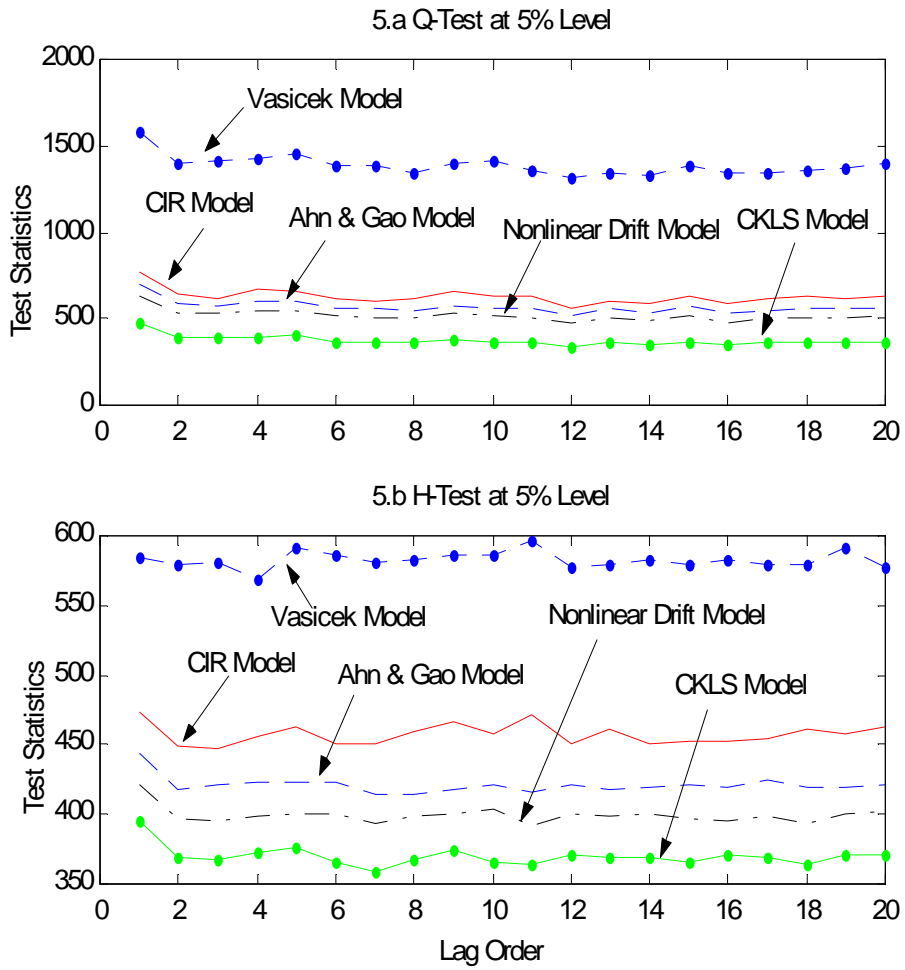 5.a Q-Test at 5% Level
2000
Vasicek Model
1500
CIR Model
Ahn & Gao Model
Nonlinear Drift Model
CKLS Model
1000
500
0
Test Statistics
0 2 4 6 8 10 12 14 16 18 20
5.b H-Test at 5% Level
600
550
Vasicek Model
Nonlinear Drift Model
500
CIR Model
Ahn & Gao Model
CKLS Model
450
400
350
Test Statistics
0 2 4 6 8 10 12 14 16 18 20
Lag Order